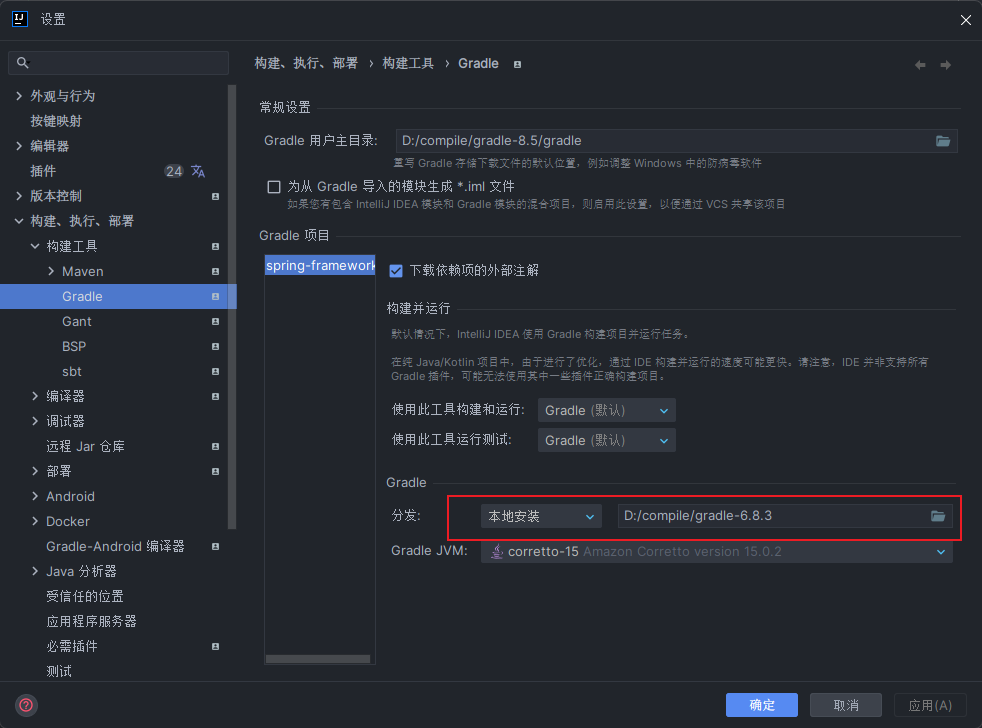 设置
构建、执行、部署 › 构建工具 › Gradle
外观与行为
按键映射
编辑器
插件 24
版本控制
构建、执行、部署
构建工具
Maven
Gradle
Gant
BSP
sbt
编译器
调试器
远程 Jar 仓库
部署
Android
Docker
Gradle-Android 编译器
Java 分析器
受信任的位置
应用程序服务器
必需插件
测试
常规设置
Gradle 用户主目录: D:/compile/gradle-8.5/gradle
重写 Gradle 存储下载文件的默认位置，例如调整 Windows 中的防病毒软件
为从 Gradle 导入的模块生成 *.iml 文件
如果您有包含 IntelliJ IDEA 模块和 Gradle 模块的混合项目，则启用此设置，以便通过 VCS 共享该项目
Gradle 项目
spring-framework
下载依赖项的外部注解
构建并运行
默认情况下，IntelliJ IDEA 使用 Gradle 构建项目并运行任务。
在纯 Java/Kotlin 项目中，由于进行了优化，通过 IDE 构建并运行的速度可能更快。请注意，IDE 并非支持所有
Gradle 插件，可能无法使用其中一些插件正确构建项目。
使用此工具构建和运行: Gradle (默认)
使用此工具运行测试: Gradle (默认)
Gradle
分发: 本地安装 D:/compile/gradle-6.8.3
Gradle JVM: corretto-15 Amazon Corretto version 15.0.2
确定 取消 应用(A)